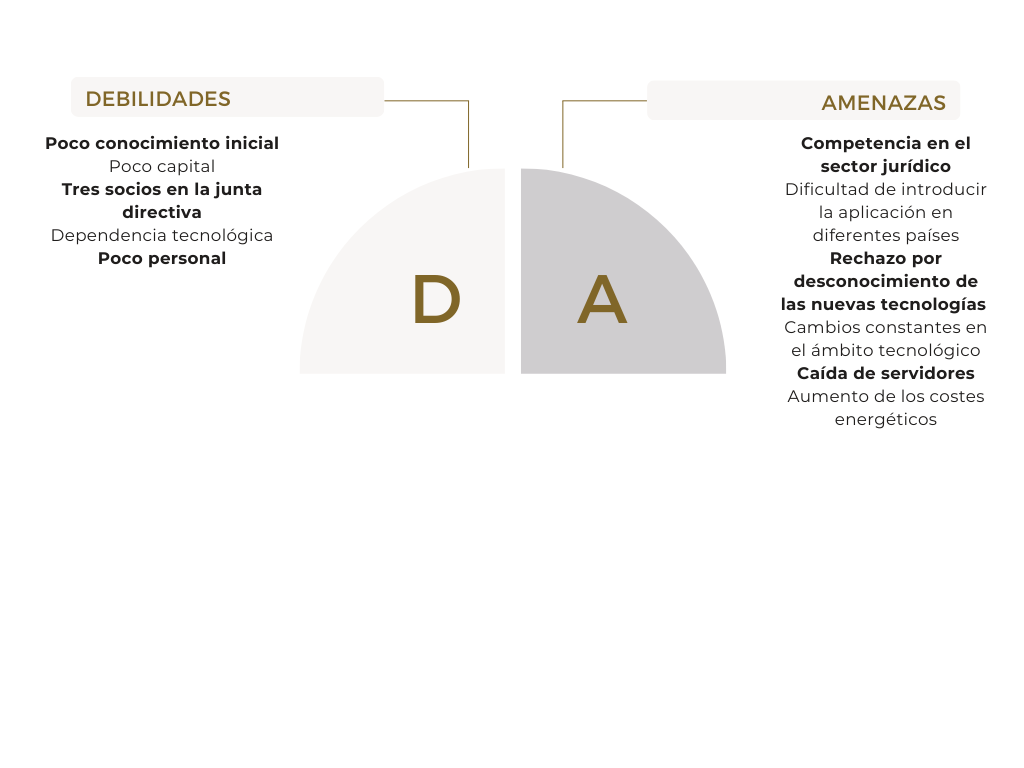 DEBILIDADES
Poco conocimiento inicial
Poco capital
Tres socios en la junta
directiva
Dependencia tecnológica
Poco personal
D
A
AMENAZAS
Competencia en el
sector jurídico
Dificultad de introducir
la aplicación en
diferentes países
Rechazo por
desconocimiento de
las nuevas tecnologías
Cambios constantes en
el ámbito tecnológico
Caída de servidores
Aumento de los costes
energéticos